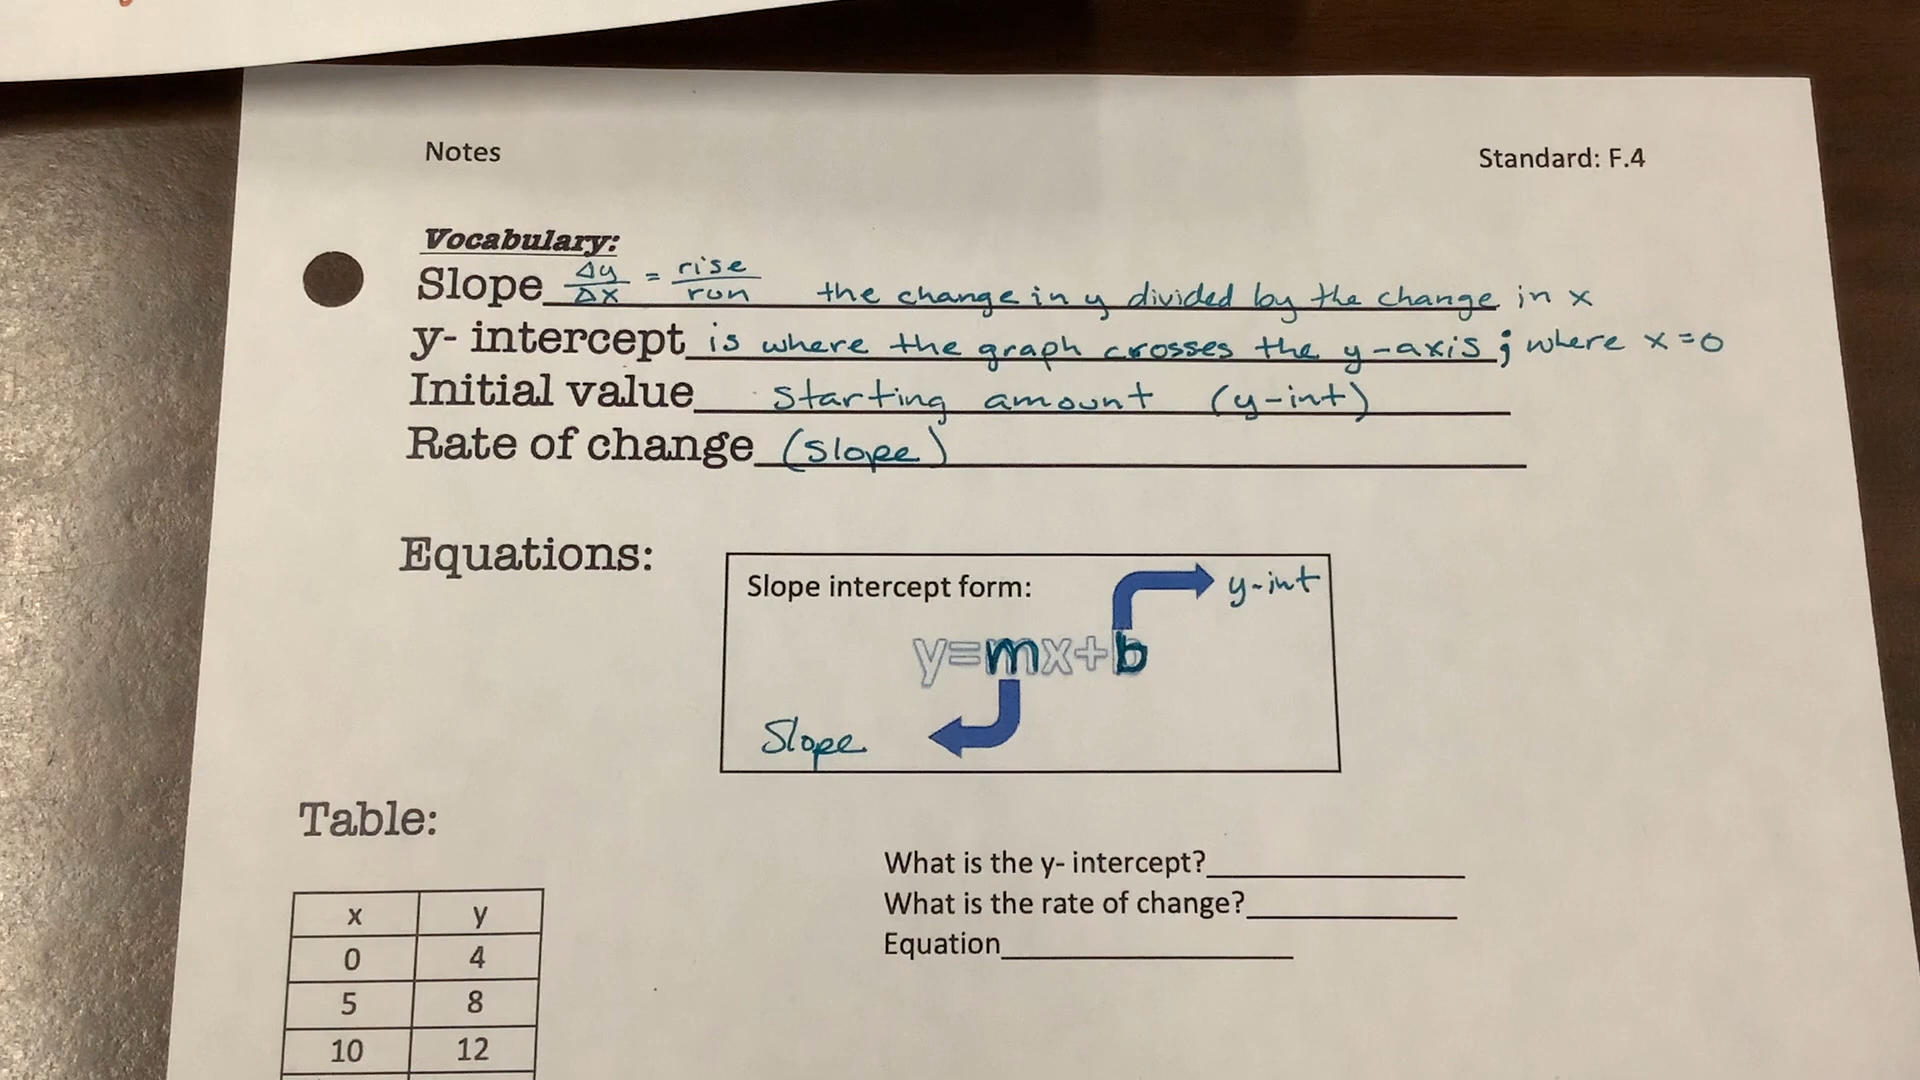 Notes
Standard: F.4
Vocabulary:
Slope Δy/Δx = rise/run the change in y divided by the change in x
y- intercept is where the graph crosses the y-axis; where x=0
Initial value starting amount (y-int)
Rate of change (slope)
Equations:
Slope intercept form:
y-int
y=mx+b
Slope
Table:
What is the y- intercept?
What is the rate of change?
Equation
x y
0 4
5 8
10 12